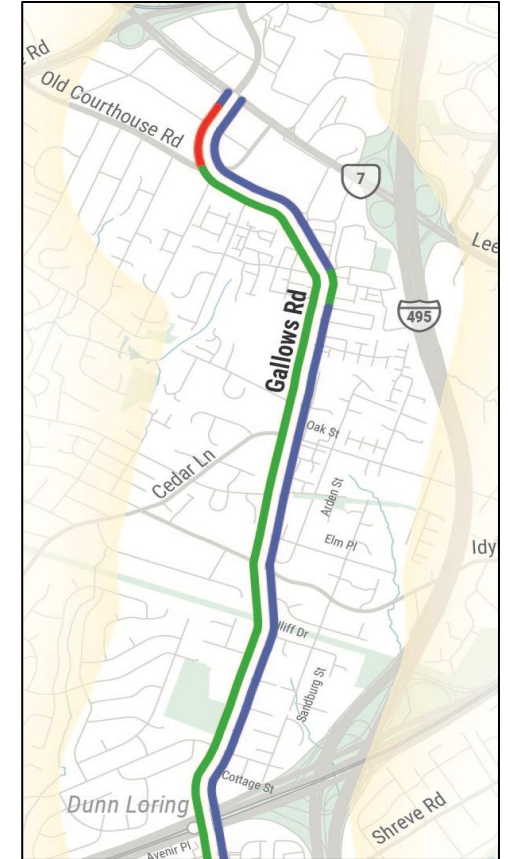 e Rd
Old Courthouse Rd
7
Lee
495
Gallows Rd
Oak St
Cedar Ln
Arden St
Elm Pl
Idy
Iliff Dr
Sandburg St
Cottage St
Dunn Loring
Shreve Rd
Avenir Pl